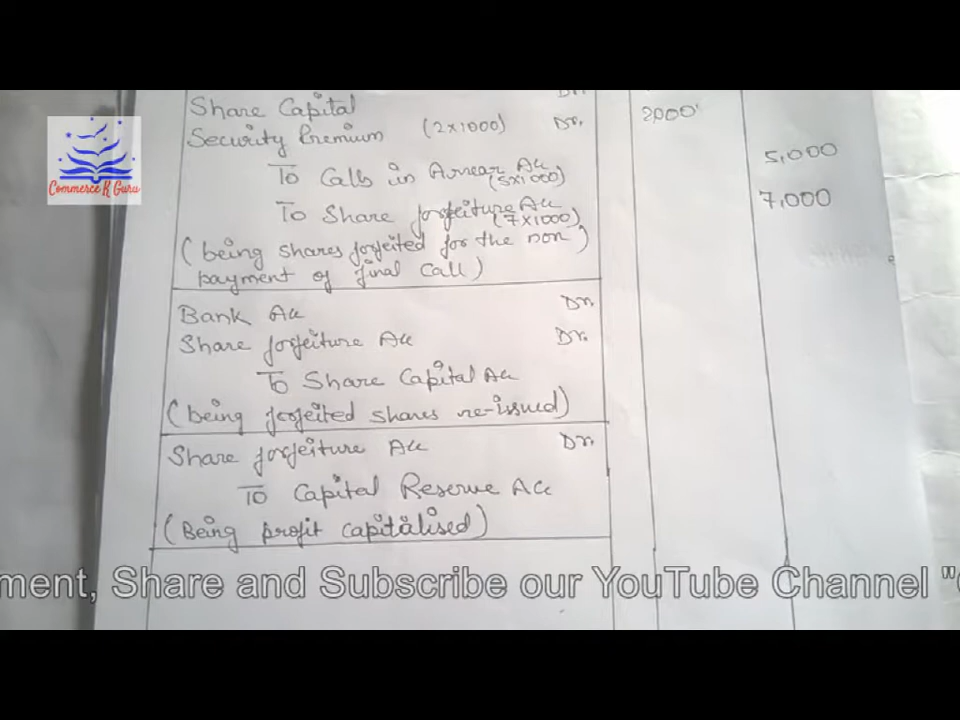 Dr.
Share Capital
Security Premium (2x1000) Dr. 2000
To Calls in Arrear A/c (5x1000) 5,000
To Share forfeiture A/c (7x1000) 7,000
(being shares forfeited for the non
payment of final call)
Bank A/c Dr.
Share forfeiture A/c Dr.
To Share Capital A/c
(being forfeited shares re-issued)
Share forfeiture A/c Dr.
To Capital Reserve A/c
(Being profit capitalised)
Commerce K Guru
ment, Share and Subscribe our YouTube Channel "